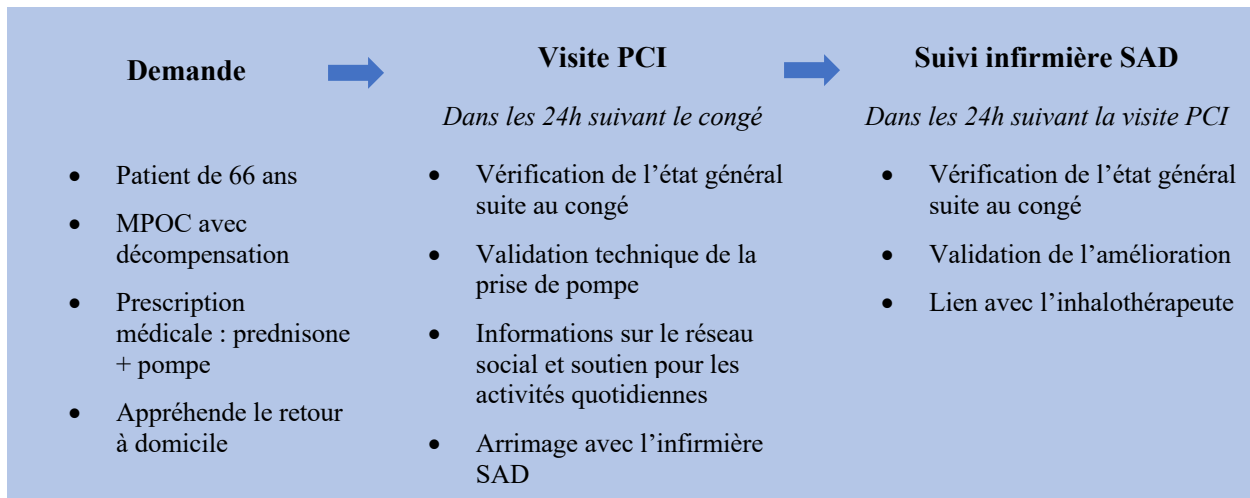 Demande
Patient de 66 ans
MPOC avec
décompensation
Prescription
médicale : prednisone
+ pompe
Appréhende le retour
à domicile
Visite PCI
Dans les 24h suivant le congé
Vérification de l'état général
suite au congé
Validation technique de la
prise de pompe
Informations sur le réseau
social et soutien pour les
activités quotidiennes
Arrimage avec l'infirmière
SAD
Suivi infirmière SAD
Dans les 24h suivant la visite PCI
Vérification de l'état général
suite au congé
Validation de l'amélioration
Lien avec l'inhalothérapeute